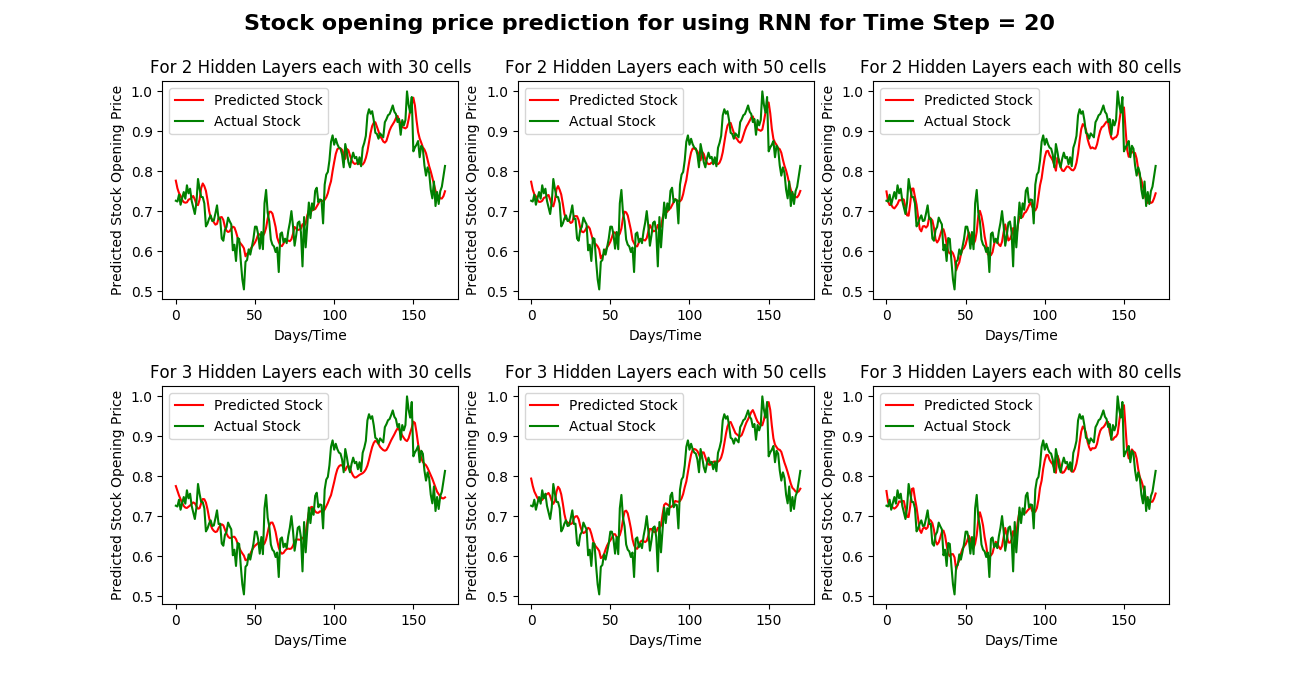 Stock opening price prediction for using RNN for Time Step = 20
For 2 Hidden Layers each with 30 cells
Predicted Stock Opening Price
1.0
0.9
0.8
0.7
0.6
0.5
Predicted Stock
Actual Stock
0 50 100 150
Days/Time
For 2 Hidden Layers each with 50 cells
Predicted Stock Opening Price
1.0
0.9
0.8
0.7
0.6
0.5
Predicted Stock
Actual Stock
0 50 100 150
Days/Time
For 2 Hidden Layers each with 80 cells
Predicted Stock Opening Price
1.0
0.9
0.8
0.7
0.6
0.5
Predicted Stock
Actual Stock
0 50 100 150
Days/Time
For 3 Hidden Layers each with 30 cells
Predicted Stock Opening Price
1.0
0.9
0.8
0.7
0.6
0.5
Predicted Stock
Actual Stock
0 50 100 150
Days/Time
For 3 Hidden Layers each with 50 cells
Predicted Stock Opening Price
1.0
0.9
0.8
0.7
0.6
0.5
Predicted Stock
Actual Stock
0 50 100 150
Days/Time
For 3 Hidden Layers each with 80 cells
Predicted Stock Opening Price
1.0
0.9
0.8
0.7
0.6
0.5
Predicted Stock
Actual Stock
0 50 100 150
Days/Time